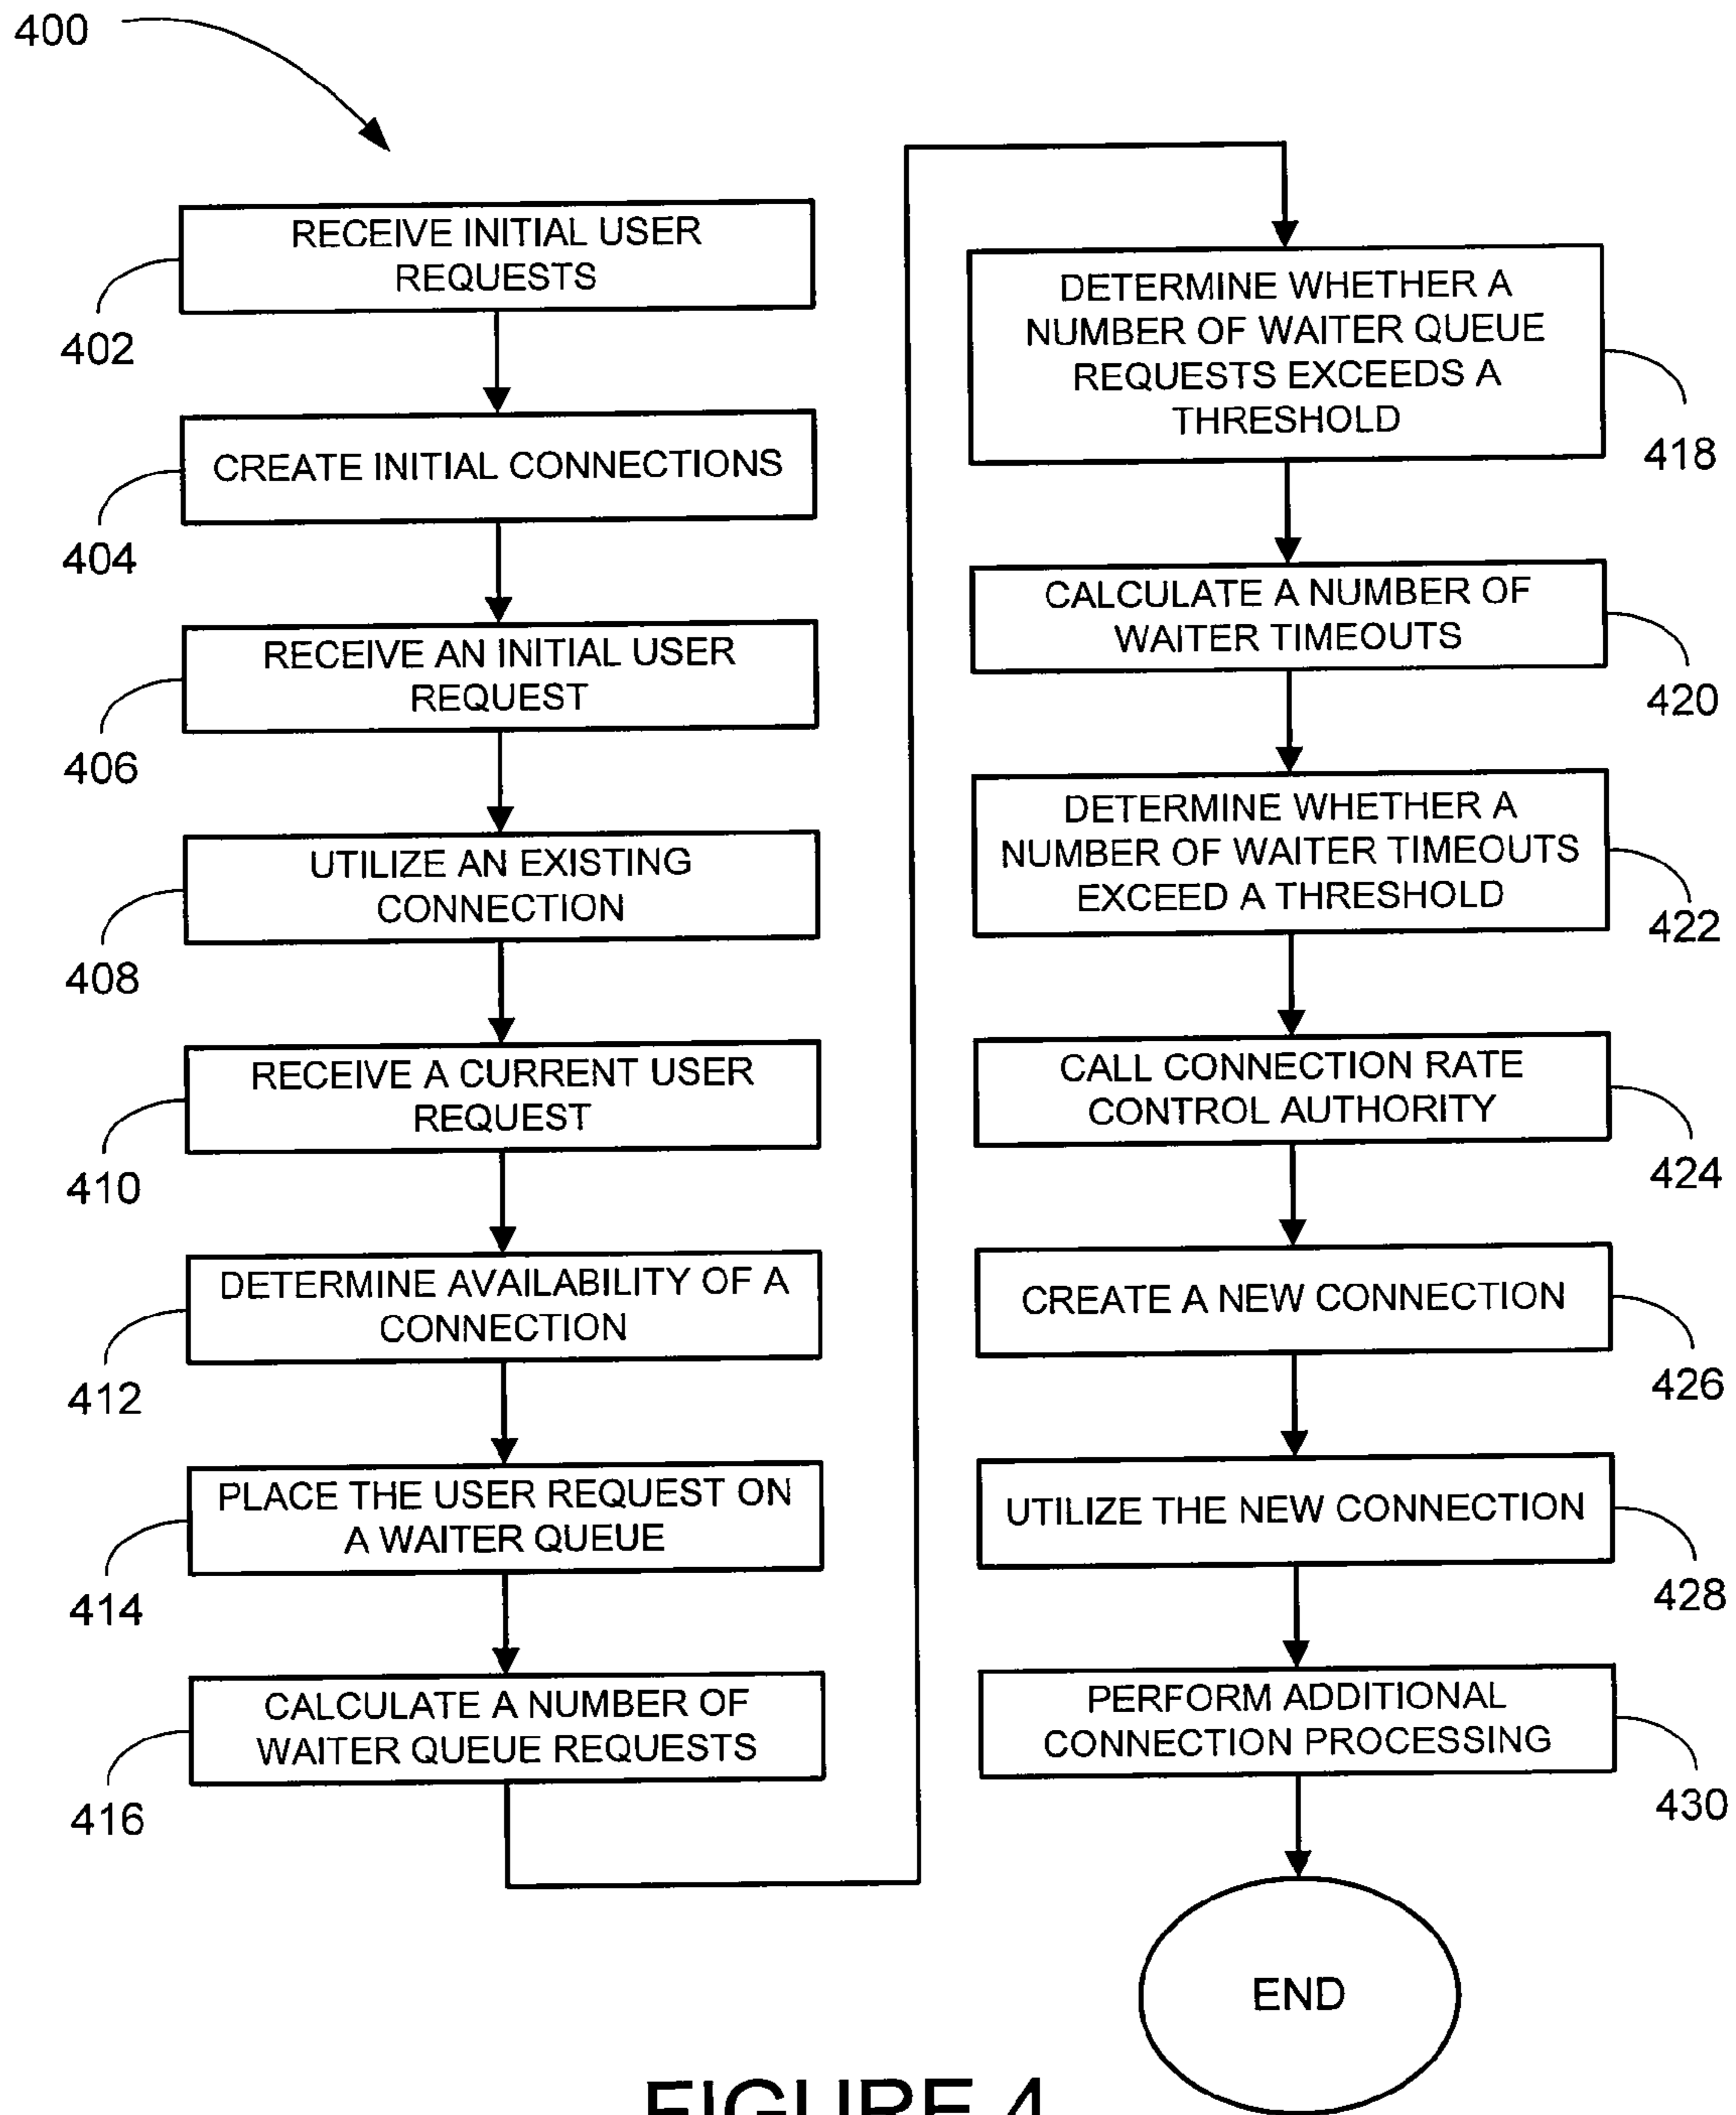 400
RECEIVE INITIAL USER
REQUESTS
402
CREATE INITIAL CONNECTIONS
404
RECEIVE AN INITIAL USER
REQUEST
406
UTILIZE AN EXISTING
CONNECTION
408
RECEIVE A CURRENT USER
REQUEST
410
DETERMINE AVAILABILITY OF A
CONNECTION
412
PLACE THE USER REQUEST ON
A WAITER QUEUE
414
CALCULATE A NUMBER OF
WAITER QUEUE REQUESTS
416
DETERMINE WHETHER A
NUMBER OF WAITER QUEUE
REQUESTS EXCEEDS A
THRESHOLD
418
CALCULATE A NUMBER OF
WAITER TIMEOUTS
420
DETERMINE WHETHER A
NUMBER OF WAITER TIMEOUTS
EXCEED A THRESHOLD
422
CALL CONNECTION RATE
CONTROL AUTHORITY
424
CREATE A NEW CONNECTION
426
UTILIZE THE NEW CONNECTION
428
PERFORM ADDITIONAL
CONNECTION PROCESSING
430
END
FIGURE 4